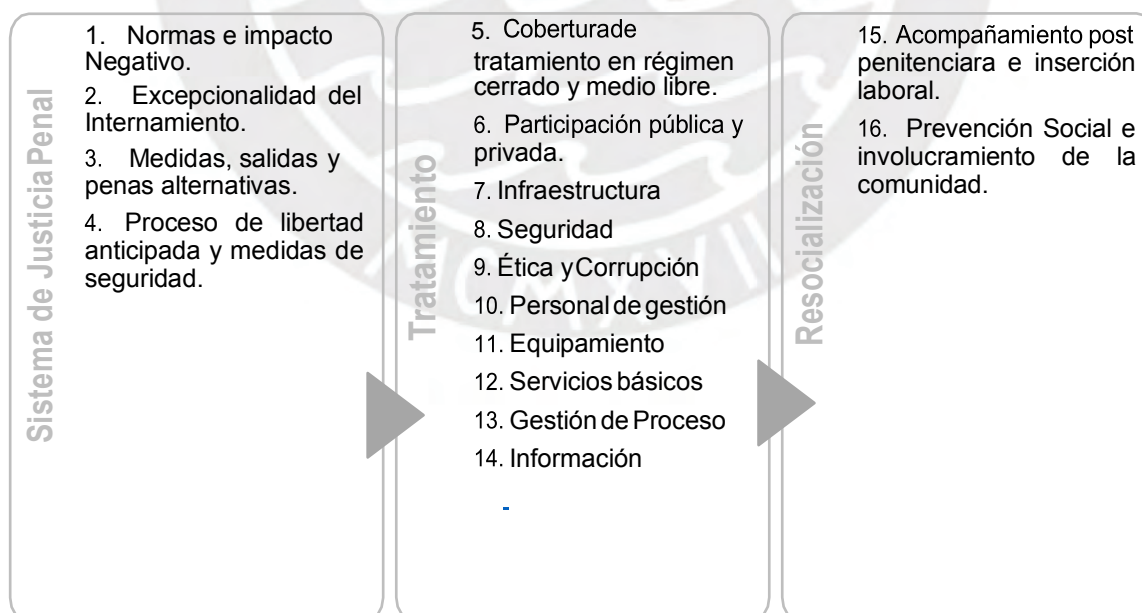 Sistema de Justicia Penal
1. Normas e impacto
Negativo.
2. Excepcionalidad del
Internamiento.
3. Medidas, salidas y
penas alternativas.
4. Proceso de libertad
anticipada y medidas de
seguridad.
Tratamiento
5. Coberturade
tratamiento en régimen
cerrado y medio libre.
6. Participación pública y
privada.
7. Infraestructura
8. Seguridad
9. Ética yCorrupción
10. Personal de gestión
11. Equipamiento
12. Servicios básicos
13. Gestión de Proceso
14. Información
-
Resocialización
15. Acompañamiento post
penitenciara e inserción
laboral.
16. Prevención Social e
involucramiento de la
comunidad.